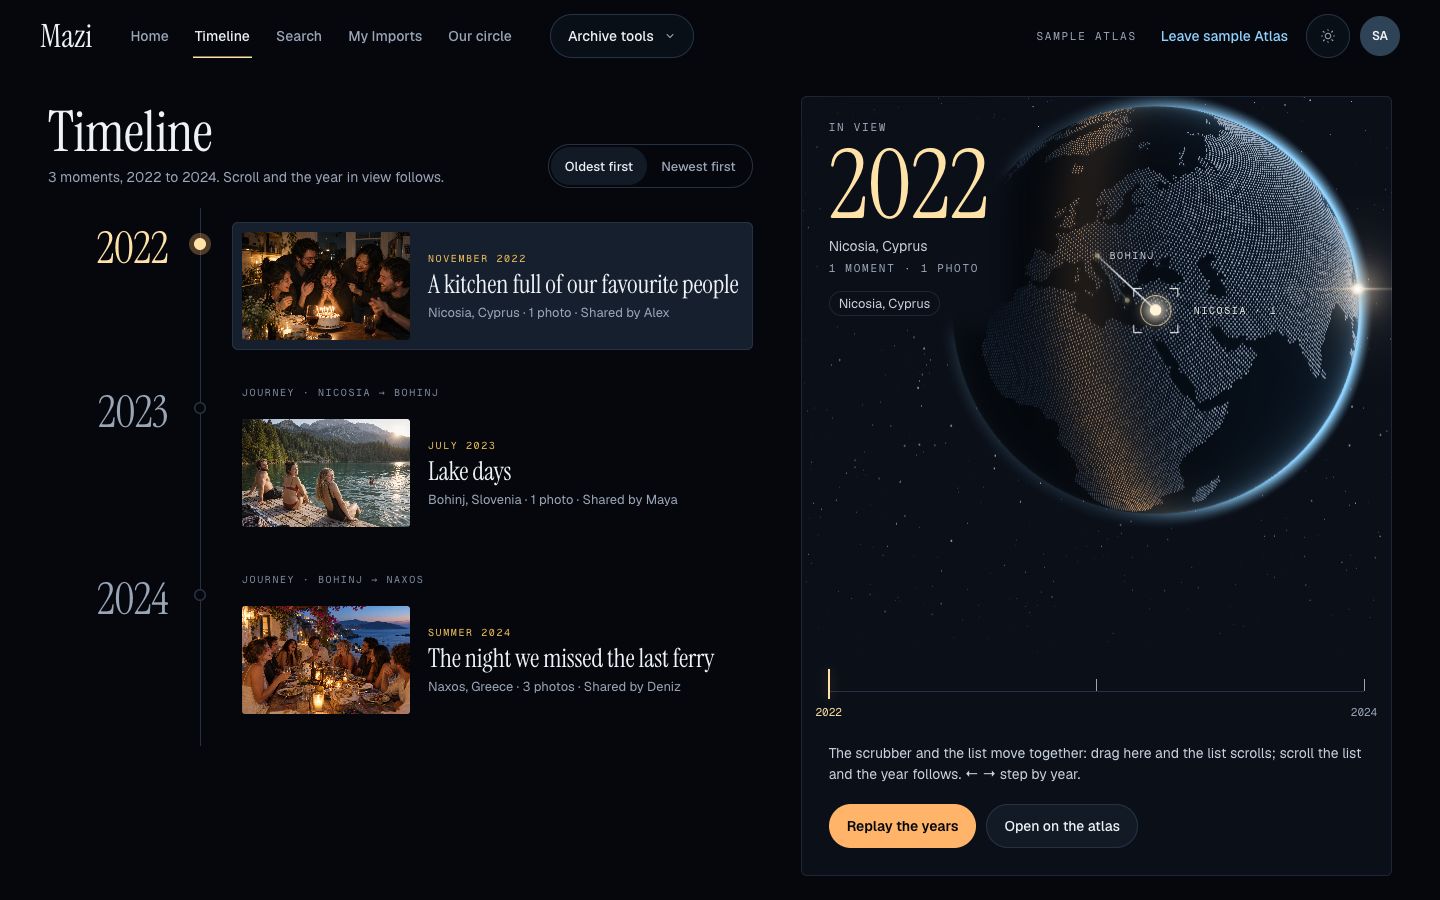 Mazi
Home
Timeline
Search
My Imports
Our circle
Archive tools
SAMPLE ATLAS
Leave sample Atlas
SA
Timeline
3 moments, 2022 to 2024. Scroll and the year in view follows.
Oldest first
Newest first
2022
NOVEMBER 2022
A kitchen full of our favourite people
Nicosia, Cyprus · 1 photo · Shared by Alex
2023
JOURNEY · NICOSIA → BOHINJ
JULY 2023
Lake days
Bohinj, Slovenia · 1 photo · Shared by Maya
2024
JOURNEY · BOHINJ → NAXOS
SUMMER 2024
The night we missed the last ferry
Naxos, Greece · 3 photos · Shared by Deniz
IN VIEW
2022
Nicosia, Cyprus
1 MOMENT · 1 PHOTO
Nicosia, Cyprus
BOHINJ
NICOSIA · 1
2022
2024
The scrubber and the list move together: drag here and the list scrolls; scroll the list
and the year follows. ← → step by year.
Replay the years
Open on the atlas